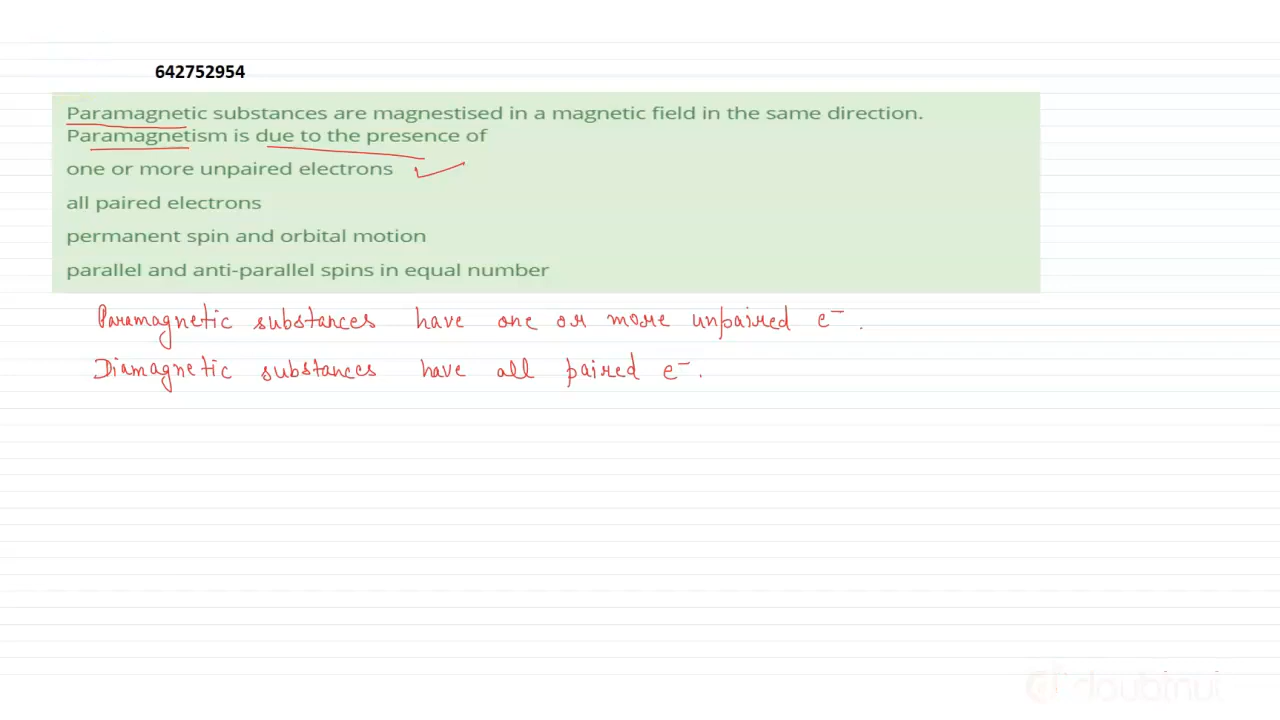 642752954
Paramagnetic substances are magnestised in a magnetic field in the same direction.
Paramagnetism is due to the presence of
one or more unpaired electrons
all paired electrons
permanent spin and orbital motion
parallel and anti-parallel spins in equal number
Paramagnetic substances have one or more unpaired e⁻.
Diamagnetic substances have all paired e⁻.
doubtnut